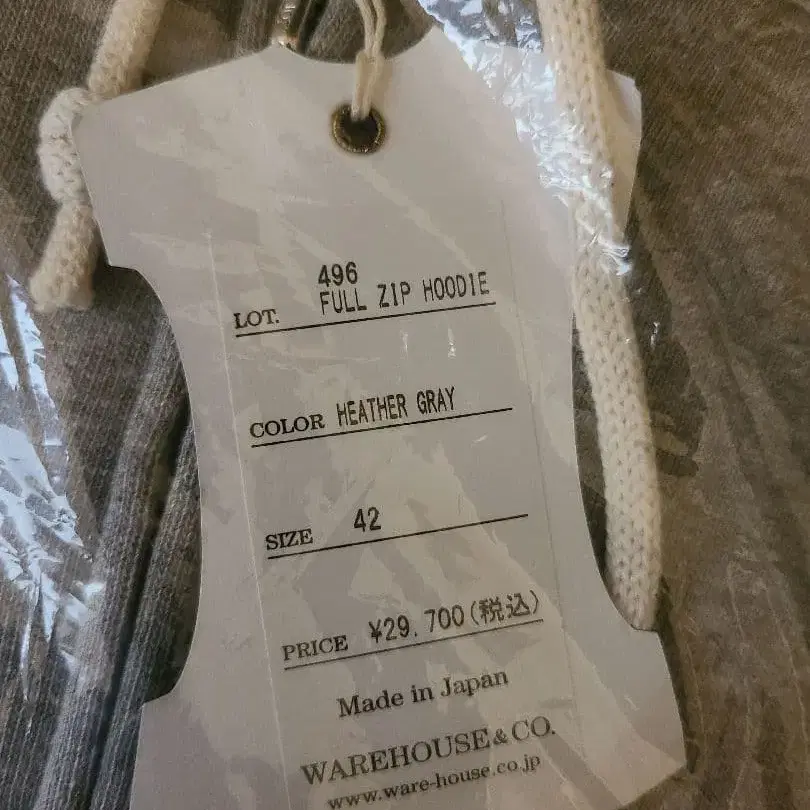 496
LOT. FULL ZIP HOODIE
COLOR HEATHER GRAY
SIZE 42
PRICE ¥29.700(税込)
Made in Japan
WAREHOUSE & CO.
www.ware-house.co.jp